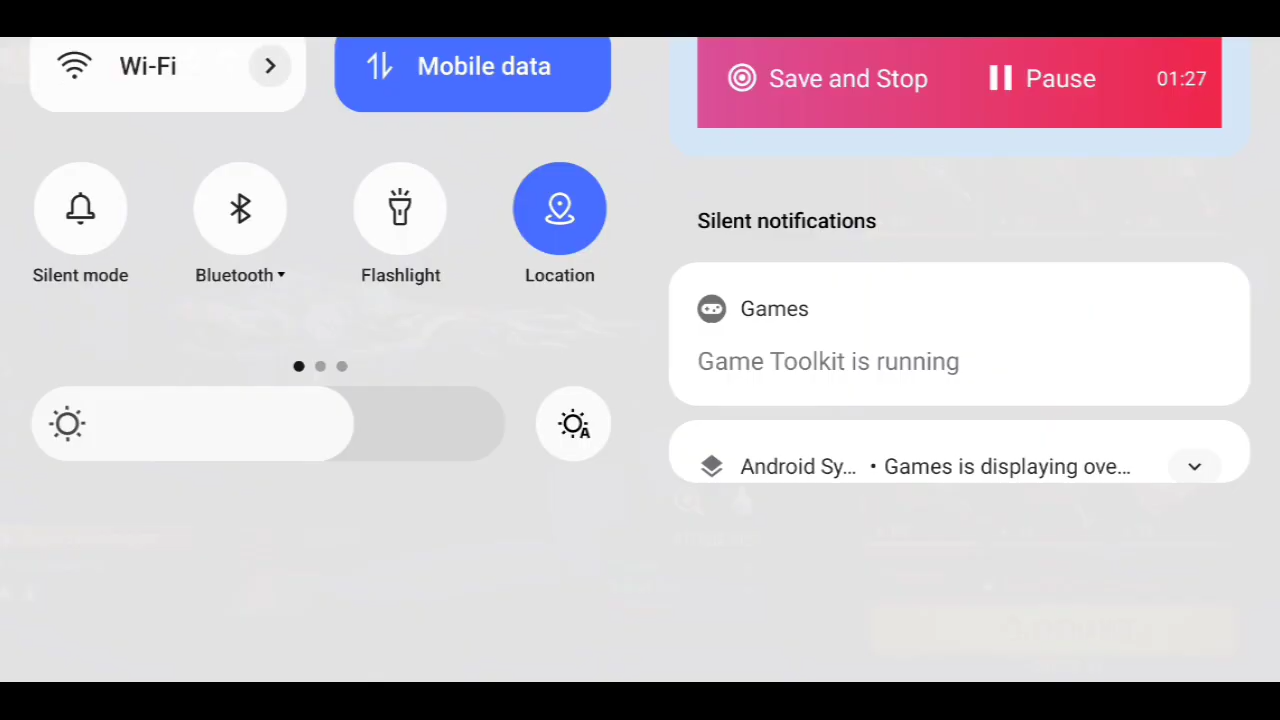 Wi-Fi
Mobile data
Silent mode
Bluetooth
Flashlight
Location
A
Save and Stop
Pause
01:27
Silent notifications
Games
Game Toolkit is running
Android Sy... • Games is displaying ove...